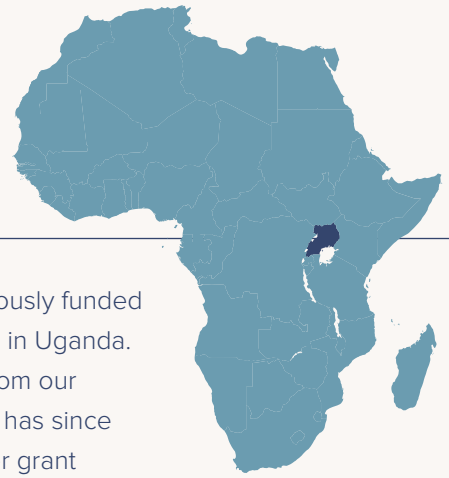 ously funded
in Uganda.
om our
has since
r grant